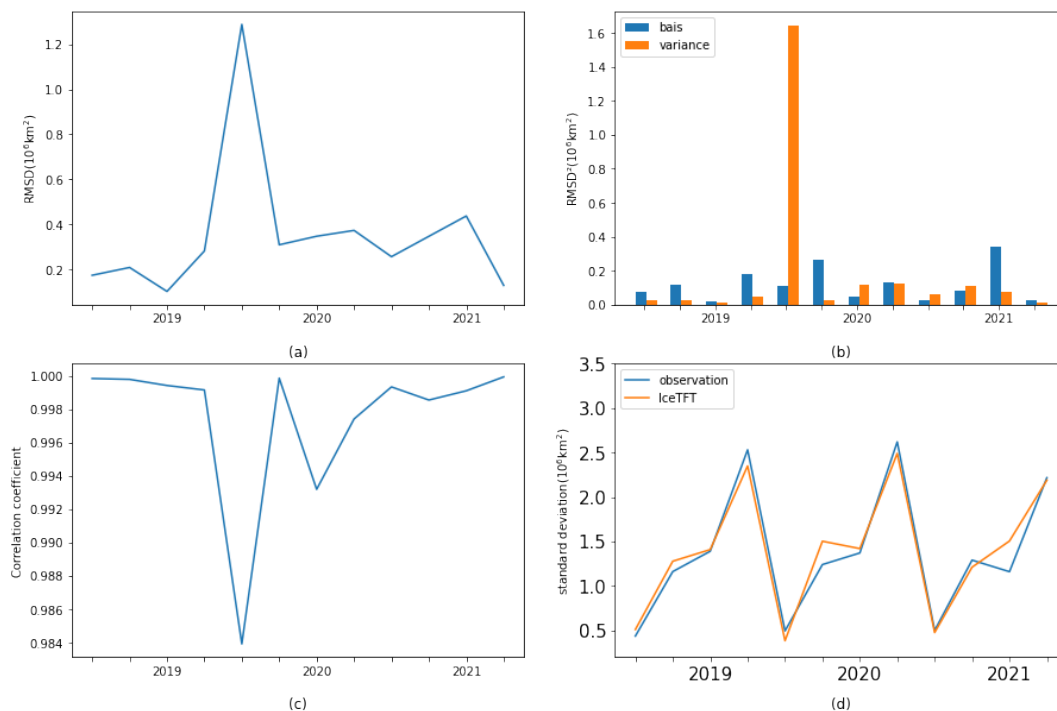 RMSD(10⁶km²)
1.2
1.0
0.8
0.6
0.4
0.2
2019 2020 2021
(a)
RMSD²(10⁶km²)
1.6
1.4
1.2
1.0
0.8
0.6
0.4
0.2
0.0
bais
variance
2019 2020 2021
(b)
Correlation coefficient
1.000
0.998
0.996
0.994
0.992
0.990
0.988
0.986
0.984
2019 2020 2021
(c)
standard deviation(10⁶km²)
3.5
3.0
2.5
2.0
1.5
1.0
0.5
observation
IceTFT
2019 2020 2021
(d)